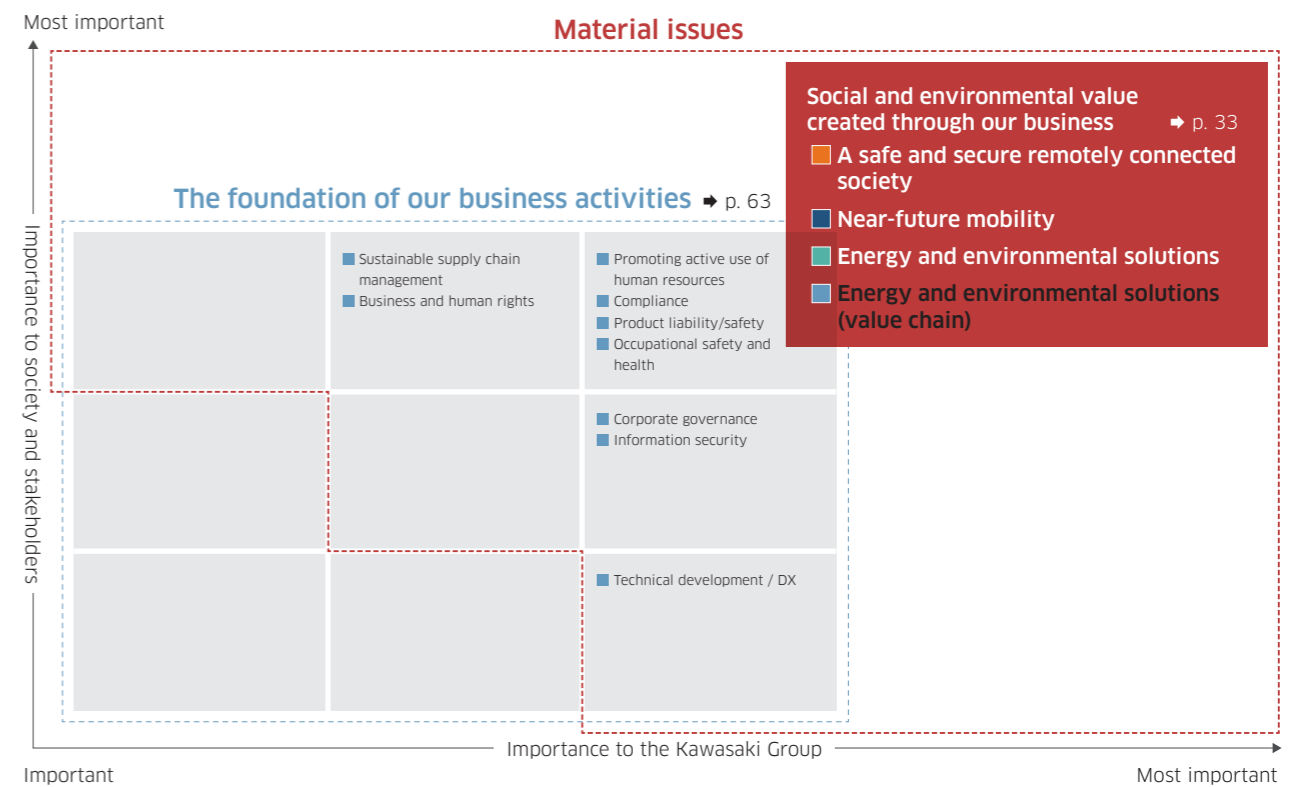 Most important
Material issues
Social and environmental value
created through our business ➡ p. 33
A safe and secure remotely connected
society
Near-future mobility
Energy and environmental solutions
Energy and environmental solutions
(value chain)
The foundation of our business activities ➡ p. 63
Sustainable supply chain
management
Business and human rights
Promoting active use of
human resources
Compliance
Product liability/safety
Occupational safety and
health
Corporate governance
Information security
Technical development / DX
Importance to society and stakeholders
Importance to the Kawasaki Group
Important
Most important